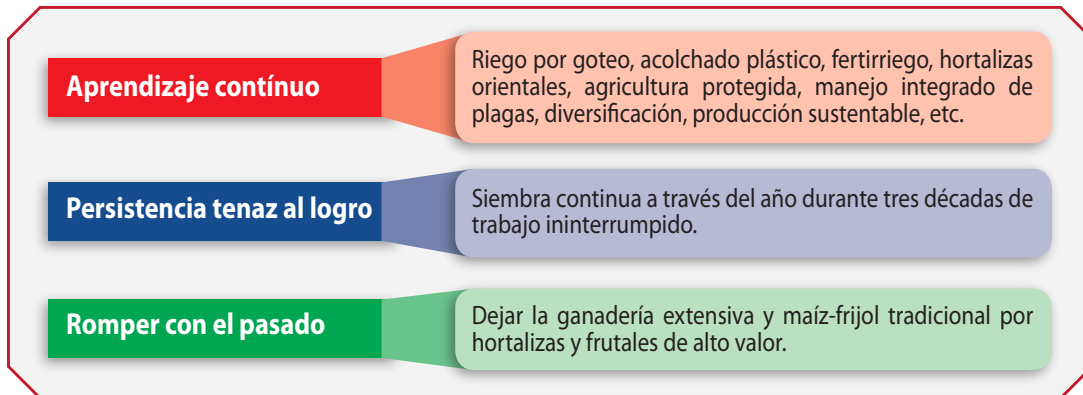 Aprendizaje contínuo
Riego por goteo, acolchado plástico, fertirriego, hortalizas
orientales, agricultura protegida, manejo integrado de
plagas, diversificación, producción sustentable, etc.
Persistencia tenaz al logro
Siembra continua a través del año durante tres décadas de
trabajo ininterrumpido.
Romper con el pasado
Dejar la ganadería extensiva y maíz-frijol tradicional por
hortalizas y frutales de alto valor.